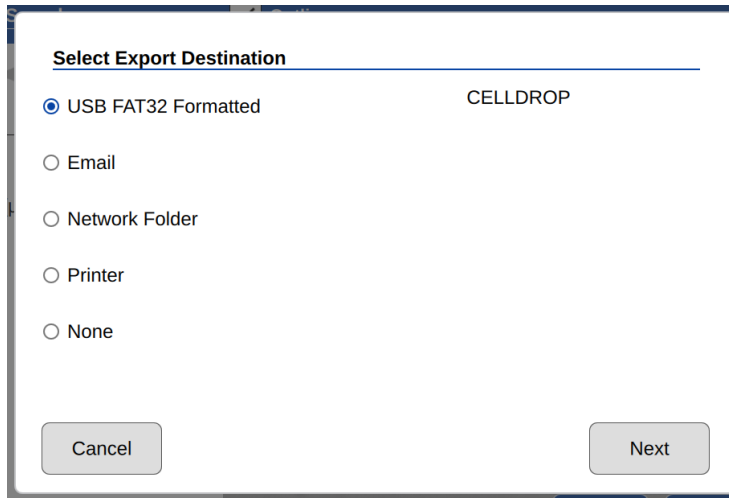 Select Export Destination
USB FAT32 Formatted
CELLDROP
Email
Network Folder
Printer
None
Cancel
Next